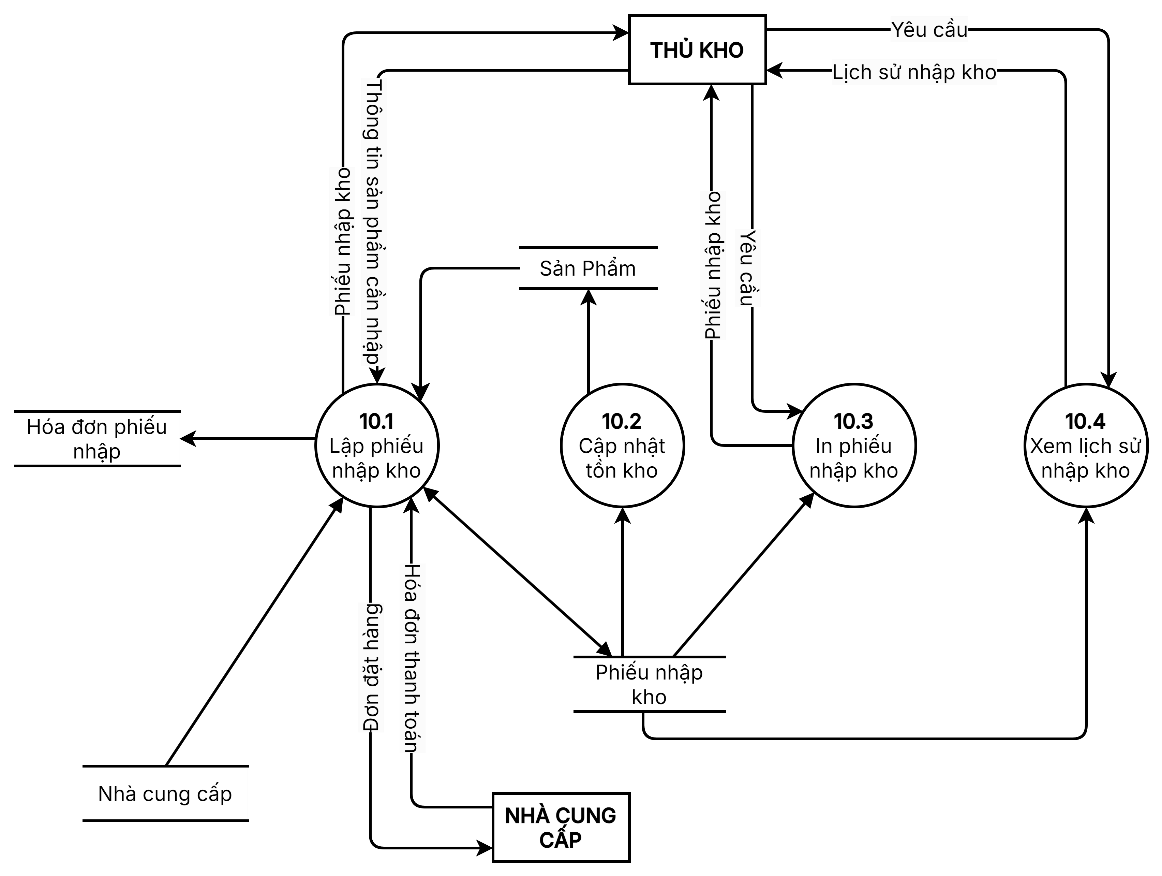 THỦ KHO
Yêu cầu
Lịch sử nhập kho
Phiếu nhập kho
Thông tin sản phẩm cần nhập
Phiếu nhập kho
Yêu cầu
Sản Phẩm
Hóa đơn phiếu
nhập
10.1
Lập phiếu
nhập kho
10.2
Cập nhật
tồn kho
10.3
In phiếu
nhập kho
10.4
Xem lịch sử
nhập kho
Đơn đặt hàng
Hóa đơn thanh toán
Phiếu nhập
kho
Nhà cung cấp
NHÀ CUNG
CẤP